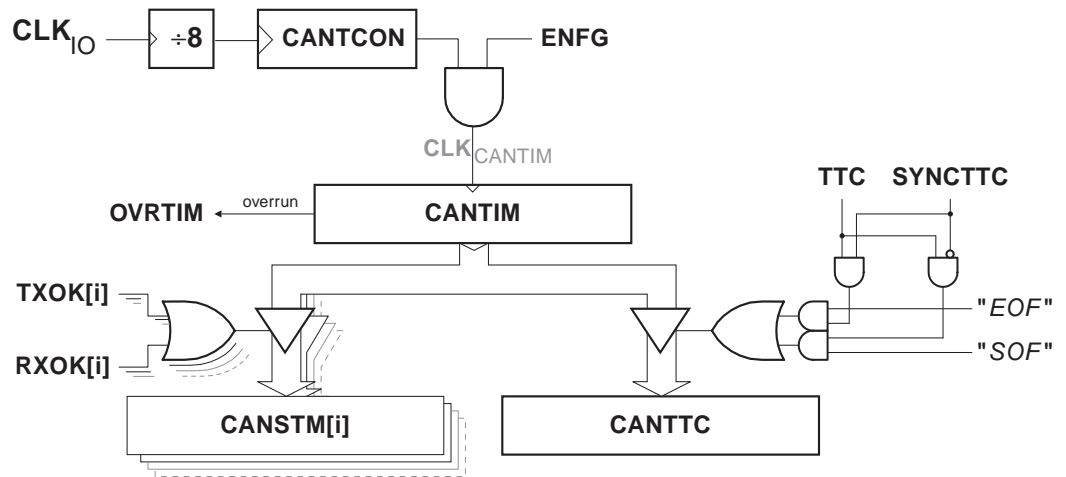 CLKIO ÷8 CANTCON ENFG
CLKCANTIM
TTC SYNCTTC
OVRTIM overrun CANTIM
TXOK[i]
"EOF"
RXOK[i]
"SOF"
CANSTM[i] CANTTC